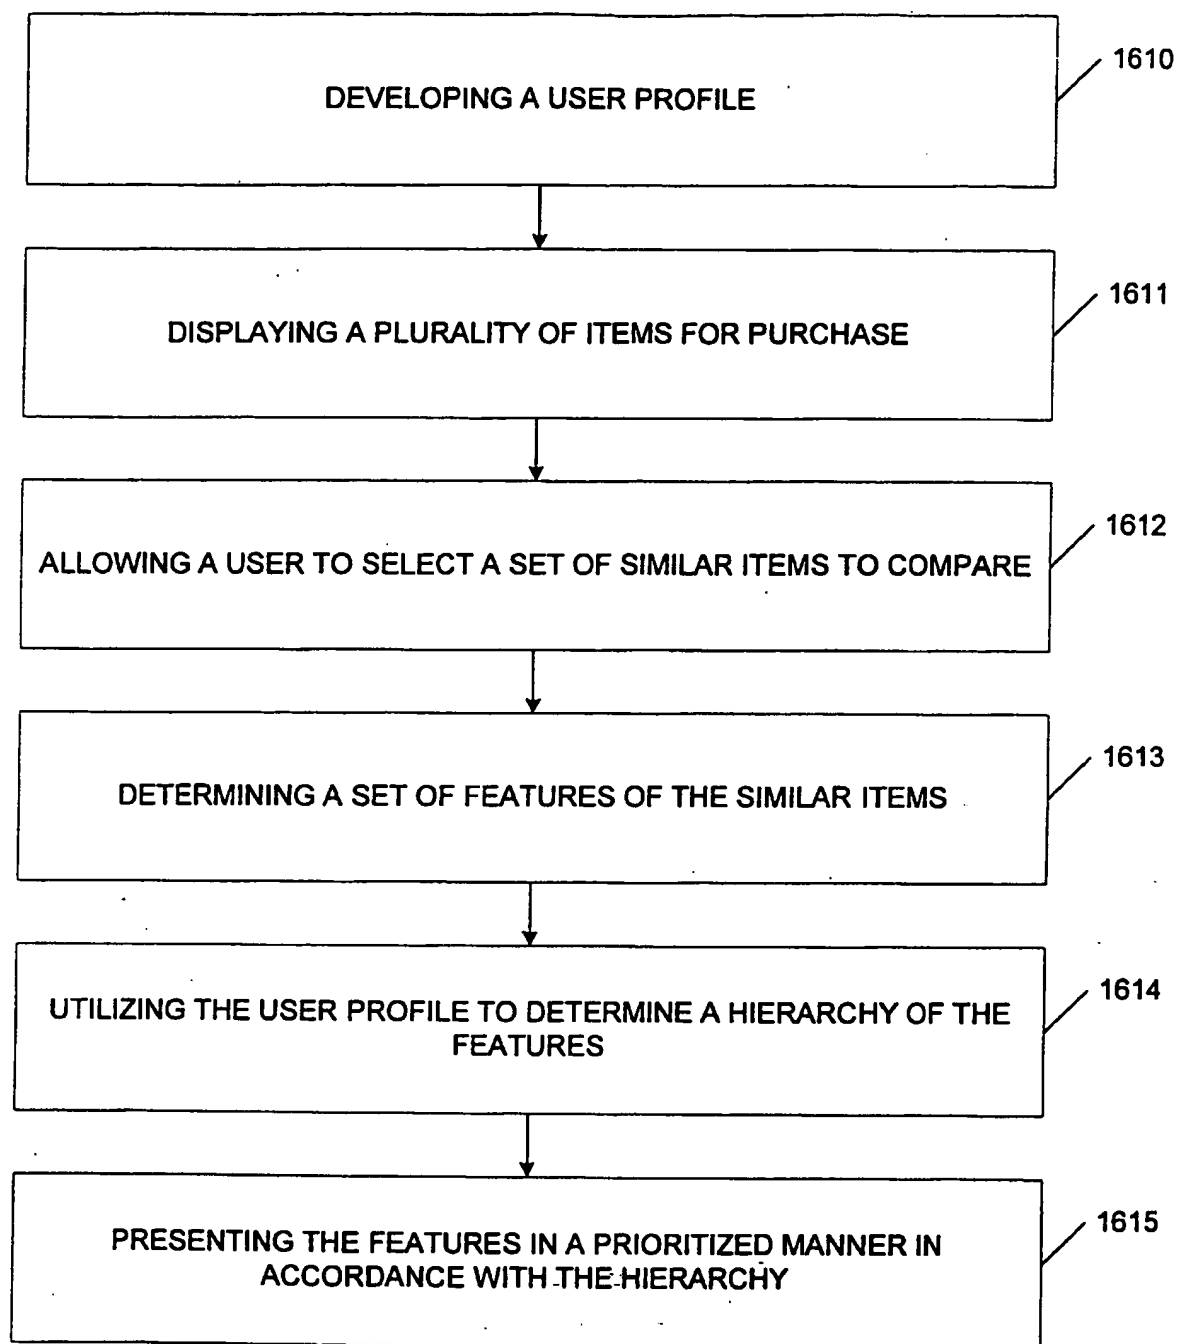 1610
DEVELOPING A USER PROFILE
1611
DISPLAYING A PLURALITY OF ITEMS FOR PURCHASE
1612
ALLOWING A USER TO SELECT A SET OF SIMILAR ITEMS TO COMPARE
1613
DETERMINING A SET OF FEATURES OF THE SIMILAR ITEMS
1614
UTILIZING THE USER PROFILE TO DETERMINE A HIERARCHY OF THE
FEATURES
1615
PRESENTING THE FEATURES IN A PRIORITIZED MANNER IN
ACCORDANCE WITH THE HIERARCHY